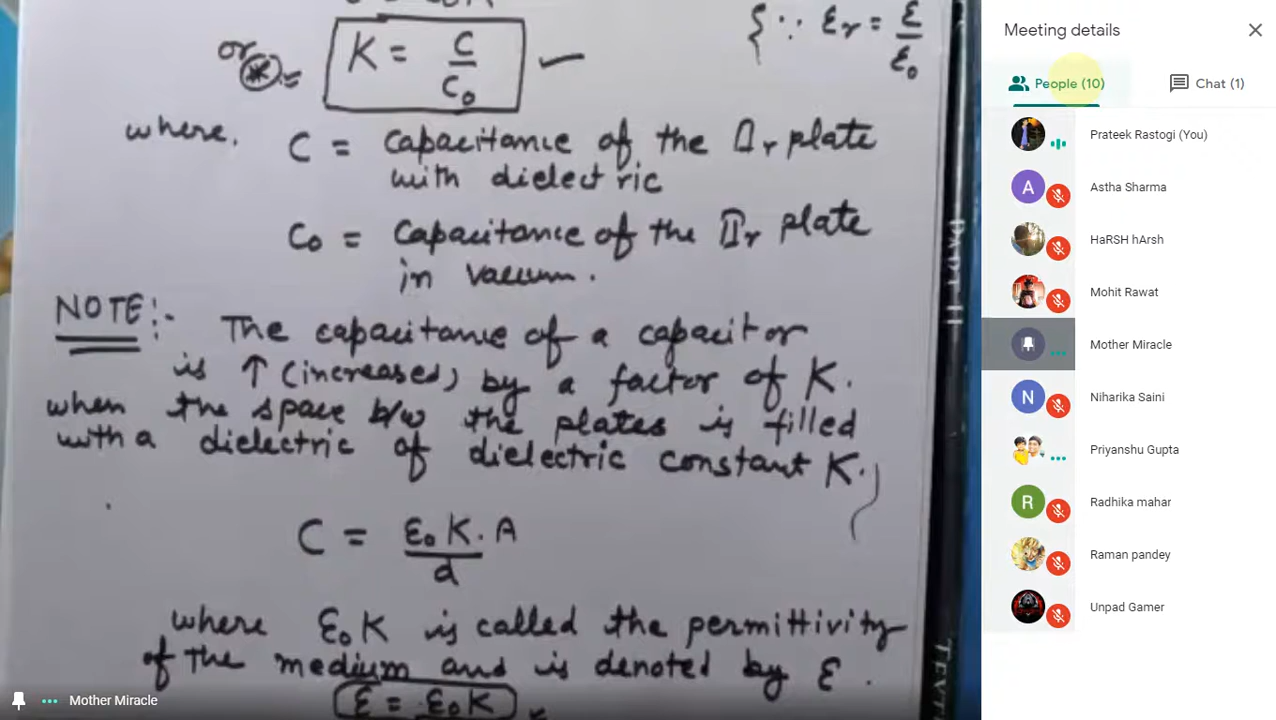 or K = C/C₀
{ ∵ εr = ε/ε₀
where, C = capacitance of the IIr plate
with dielectric
C₀ = capacitance of the IIr plate
in vacuum.
NOTE:- The capacitance of a capacitor
is ↑ (increased) by a factor of K.
when the space b/w the plates is filled
with a dielectric of dielectric constant K.
C = ε₀K.A/d
where ε₀K is called the permittivity
of the medium and is denoted by ε.
ε = ε₀K
Mother Miracle
Meeting details
People (10)
Chat (1)
Prateek Rastogi (You)
A Astha Sharma
HaRSH hArsh
Mohit Rawat
Mother Miracle
N Niharika Saini
Priyanshu Gupta
R Radhika mahar
Raman pandey
Unpad Gamer